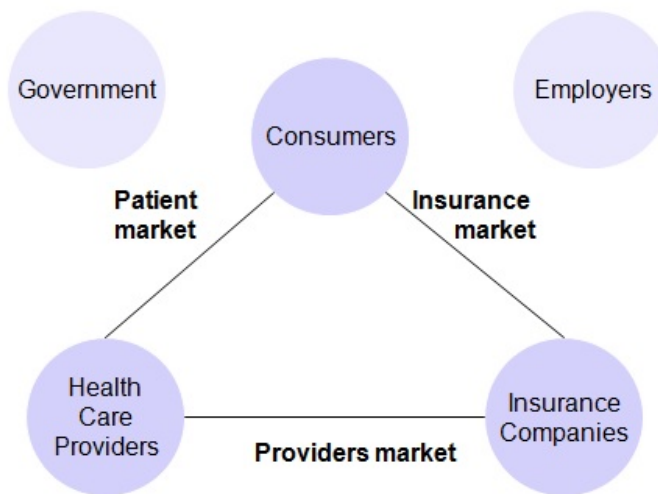 Government
Employers
Consumers
Patient
market
Insurance
market
Health
Care
Providers
Insurance
Companies
Providers market